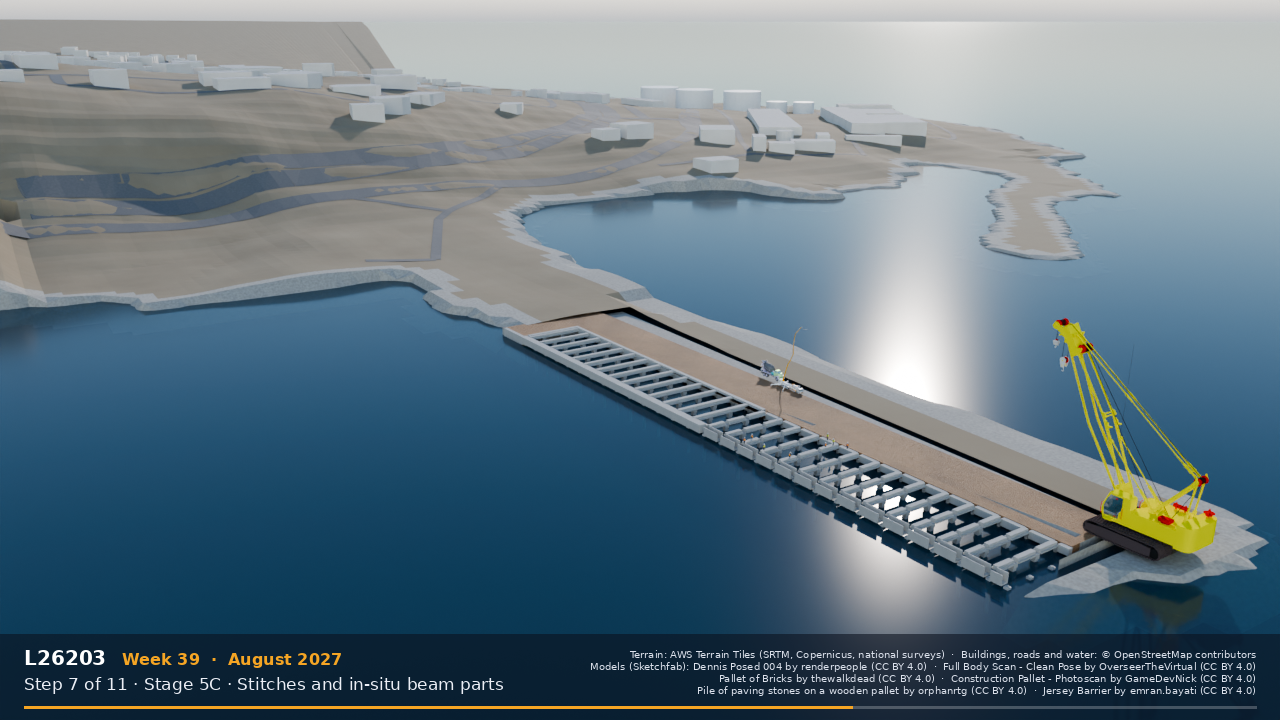 L26203 Week 39 · August 2027
Step 7 of 11 · Stage 5C · Stitches and in-situ beam parts
Terrain: AWS Terrain Tiles (SRTM, Copernicus, national surveys) · Buildings, roads and water: © OpenStreetMap contributors
Models (Sketchfab): Dennis Posed 004 by renderpeople (CC BY 4.0) · Full Body Scan - Clean Pose by OverseerTheVirtual (CC BY 4.0)
Pallet of Bricks by thewalkdead (CC BY 4.0) · Construction Pallet - Photoscan by GameDevNick (CC BY 4.0)
Pile of paving stones on a wooden pallet by orphanrtg (CC BY 4.0) · Jersey Barrier by emran.bayati (CC BY 4.0)